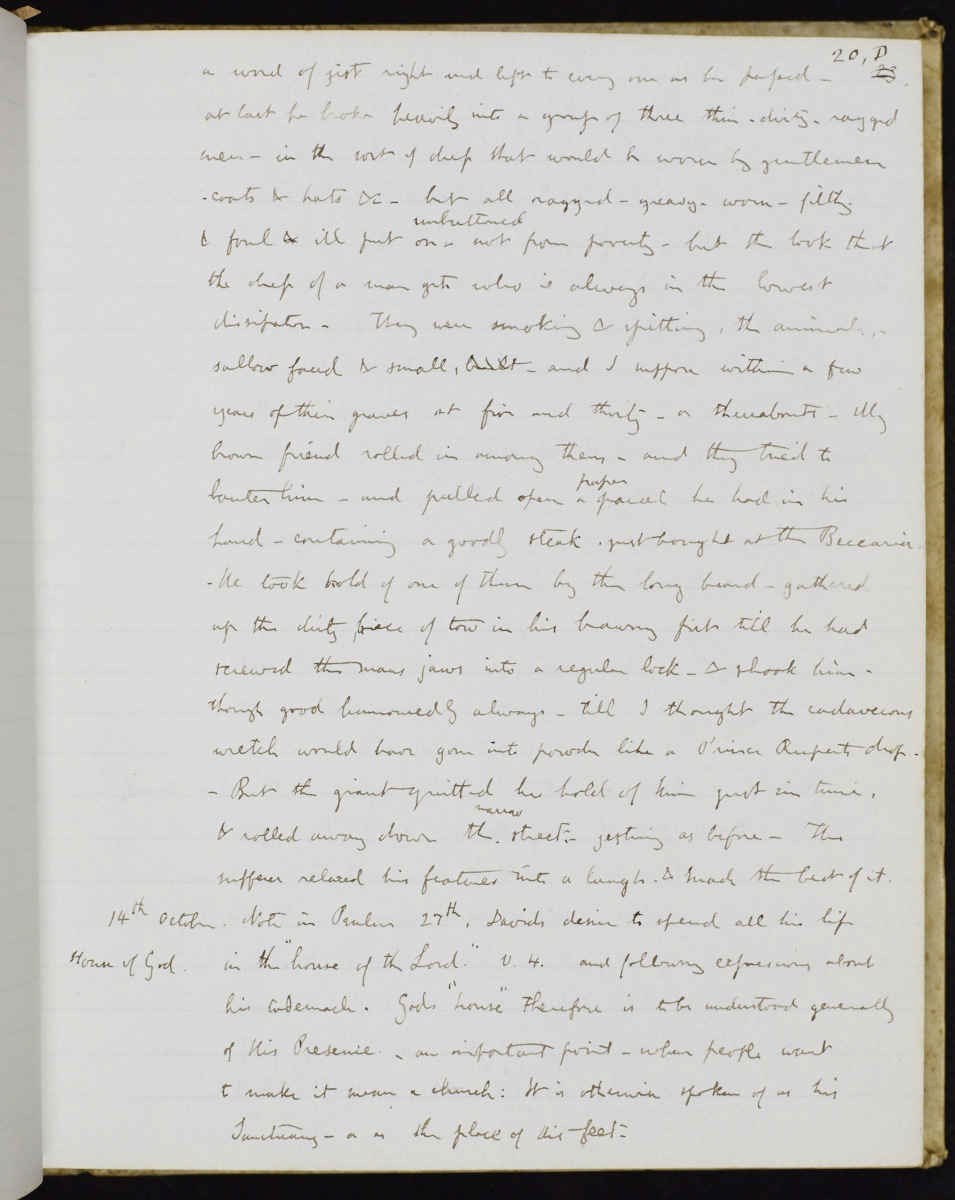 20, D
23.
a word of jest right and left to every one as he passed -
at last he broke heavily into a group of three thin - dirty - ragged
men - in the sort of dress that would be worn by gentlemen
- coats & hats &c - but all ragged - greasy - worn - filthy
unbuttoned
& foul & ill put on - not from poverty - but the look that
the dress of a man gets who is always in the lowest
dissipation - They were smoking & spitting, the animals, -
sallow faced & small, - and I suppose within a few
years of their graves at five and thirty - or thereabouts - My
brown friend rolled in among them - and they tried to
paper
banter him - and pulled open a parcel he had in his
hand - containing a goodly steak . just bought at the Beccaria.
- He took hold of one of them by the long beard - gathered
up the dirty piece of tow in his brawny fist till he had
screwed the mans jaws into a regular lock - & shook him -
though good humouredly always - till I thought the cadaverous
wretch would have gone into powder like a Prince Ruperts drop -
- But the giant quitted he hold of him just in time,
narrow
& rolled away down the street - jesting as before - The
sufferer relaxed his features into a laugh. & made the best of it.
14th October. Note in Psalm 27th, Davids desire to spend all his life
House of God. in the "house of the Lord." V. 4. and following expressions about
his tabernacle. Gods "house" therefore is to be understood generally
of His Presence - an important point - when people want
to make it mean a church: It is otherwise spoken of as his
Sanctuary - or as the place of his feet -